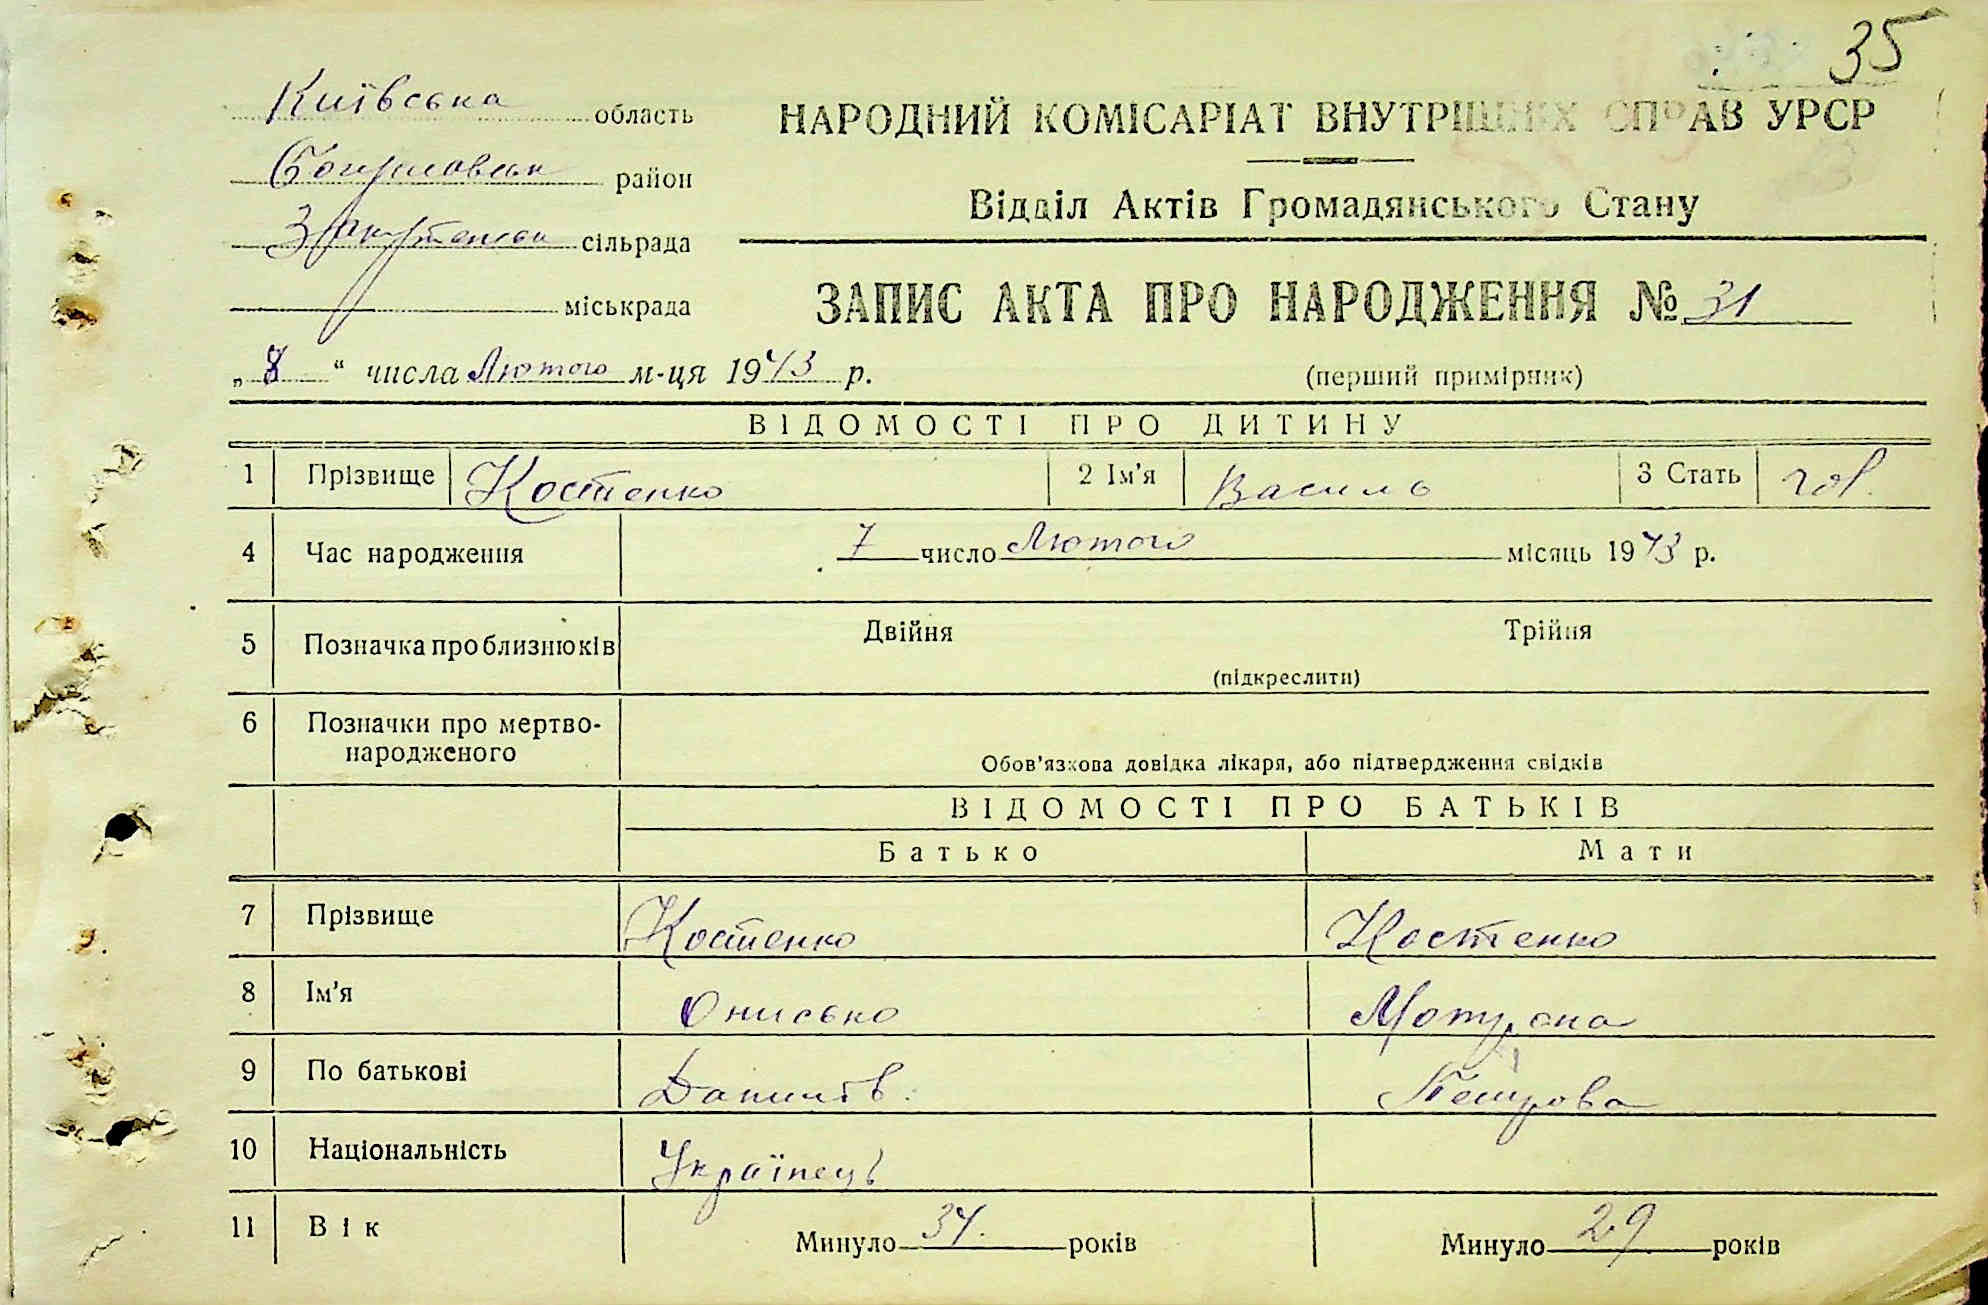 35
Київська область
НАРОДНИЙ КОМІСАРІАТ ВНУТРІШНІХ СПРАВ УРСР
район
Відділ Актів Громадянського Стану
сільрада
міськрада
ЗАПИС АКТА ПРО НАРОДЖЕННЯ № 31
„ 8 “ числа Лютого м-ця 1943 р.
(перший примірник)
ВІДОМОСТІ ПРО ДИТИНУ
1 Прізвище Костенко 2 Ім'я Василь 3 Стать чол.
4 Час народження 7 число Лютого місяць 1943 р.
5 Позначка про близнюків Двійня Трійня
(підкреслити)
6 Позначки про мертво-
народженого
Обов'язкова довідка лікаря, або підтвердження свідків
ВІДОМОСТІ ПРО БАТЬКІВ
Батько Мати
7 Прізвище Костенко Костенко
8 Ім'я Онисько Мотрона
9 По батькові Данилів. Петрова
10 Національність Українець
11 Вік Минуло 34. років Минуло 29 років